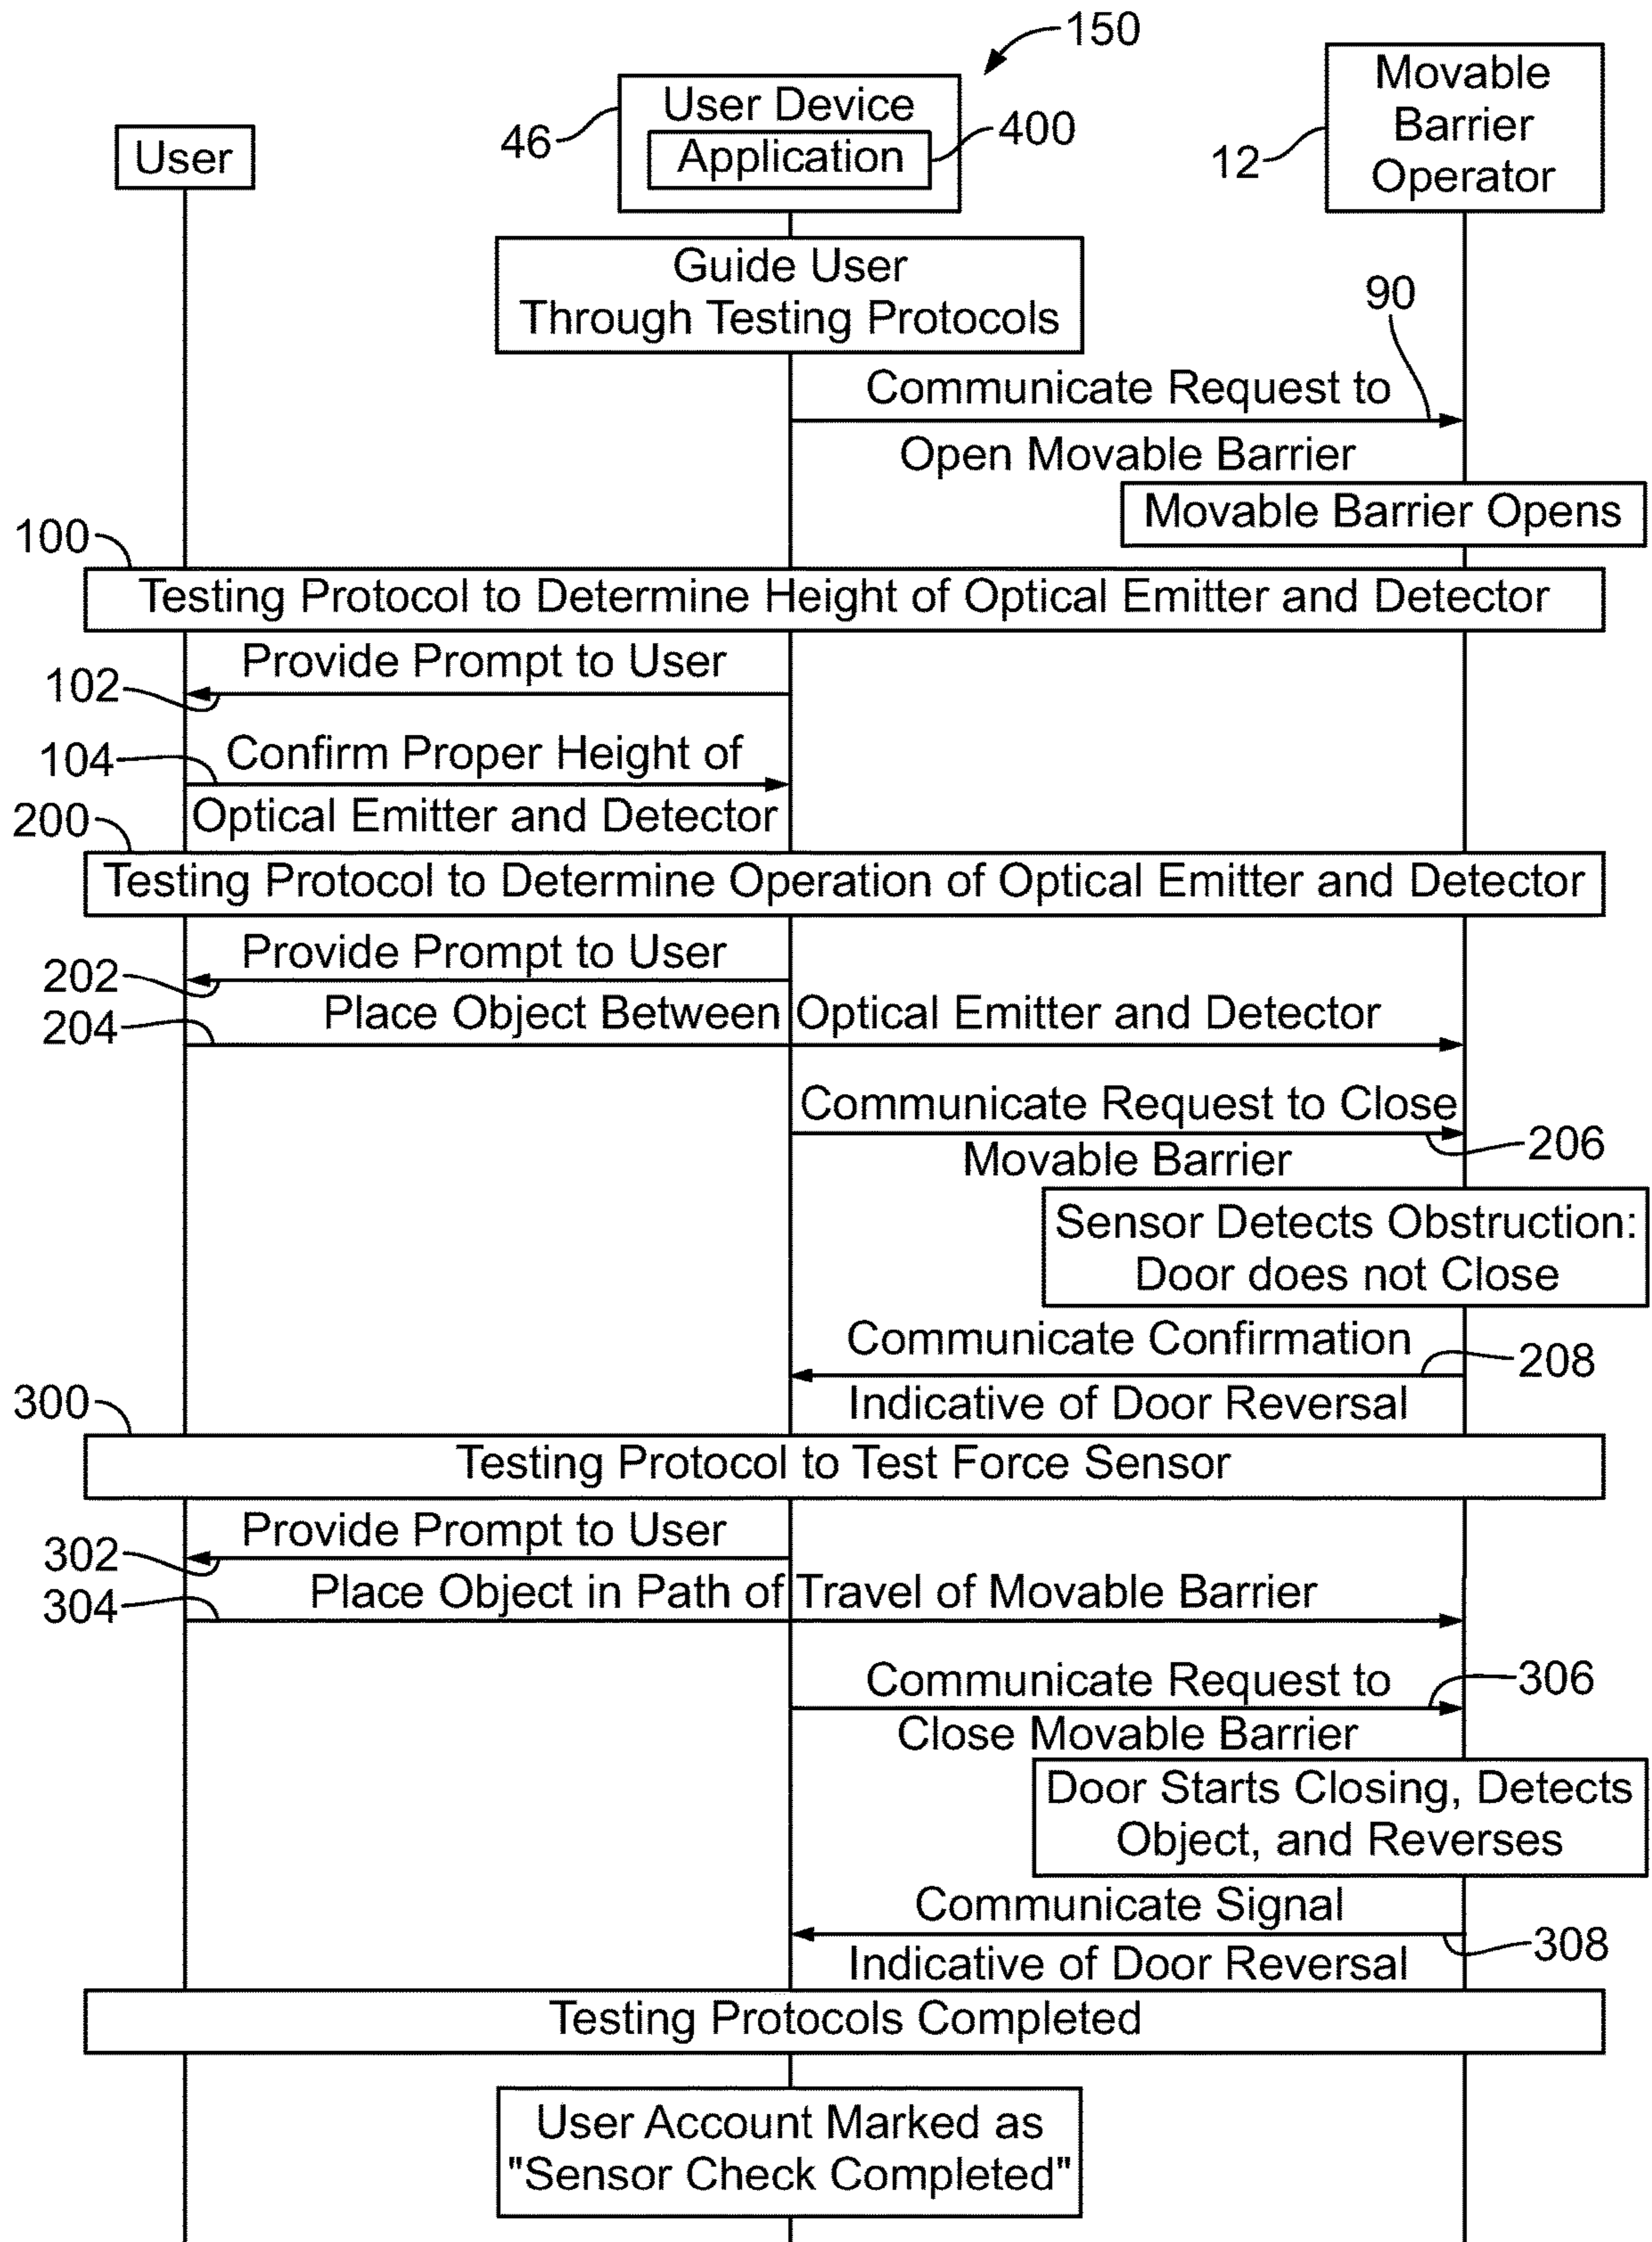 150
User Device
Application
400
46
User
Movable
Barrier
Operator
12
Guide User
Through Testing Protocols
90
Communicate Request to
Open Movable Barrier
Movable Barrier Opens
100
Testing Protocol to Determine Height of Optical Emitter and Detector
Provide Prompt to User
102
104
Confirm Proper Height of
Optical Emitter and Detector
200
Testing Protocol to Determine Operation of Optical Emitter and Detector
Provide Prompt to User
202
Place Object Between Optical Emitter and Detector
204
Communicate Request to Close
Movable Barrier
206
Sensor Detects Obstruction:
Door does not Close
Communicate Confirmation
208
Indicative of Door Reversal
300
Testing Protocol to Test Force Sensor
Provide Prompt to User
302
Place Object in Path of Travel of Movable Barrier
304
Communicate Request to
306
Close Movable Barrier
Door Starts Closing, Detects
Object, and Reverses
Communicate Signal
308
Indicative of Door Reversal
Testing Protocols Completed
User Account Marked as
"Sensor Check Completed"